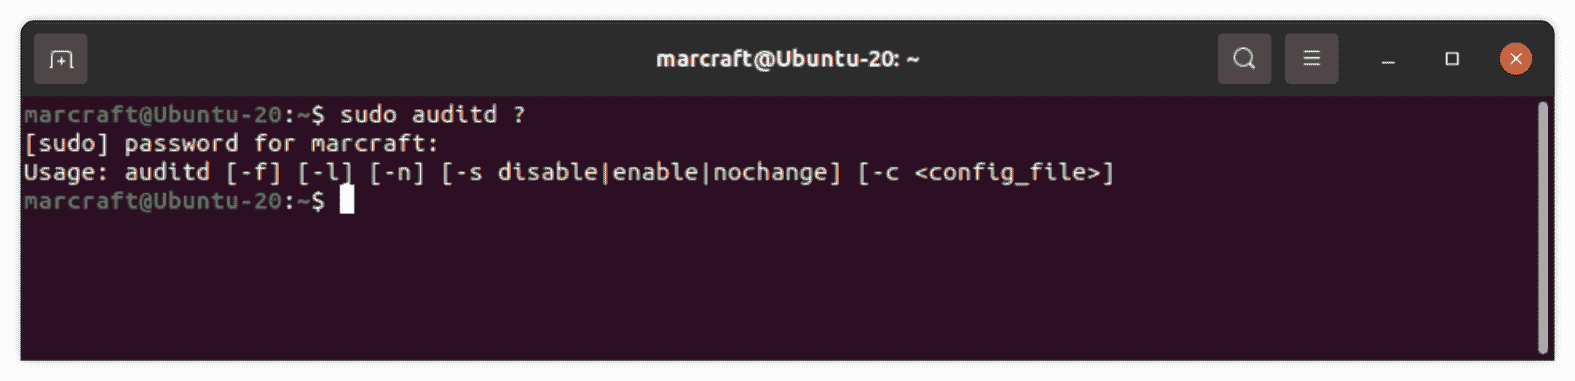 marcraft@Ubuntu-20: ~
marcraft@Ubuntu-20:~$ sudo auditd ?
[sudo] password for marcraft:
Usage: auditd [-f] [-l] [-n] [-s disable|enable|nochange] [-c <config_file>]
marcraft@Ubuntu-20:~$